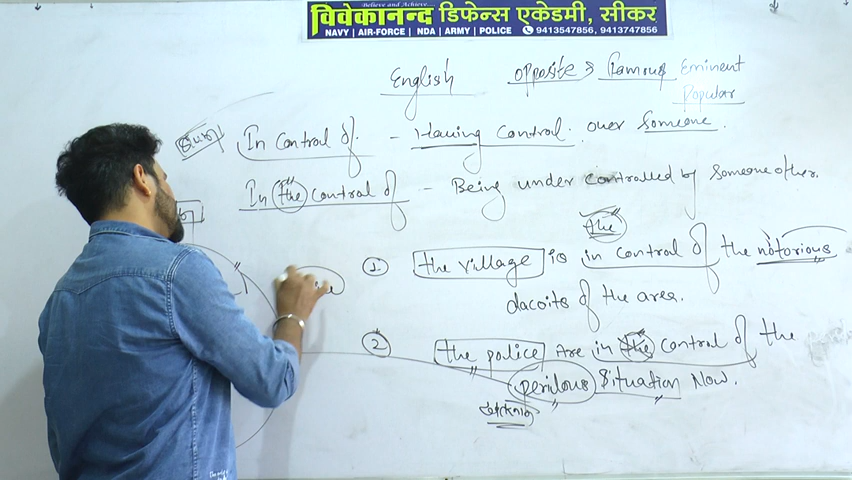 Believe and Achieve....
विवेकानन्द डिफेन्स एकेडमी, सीकर
NAVY | AIR-FORCE | NDA | ARMY | POLICE 9413547856, 9413747856
English opposite Famous Eminent
Popular
In control of - Having control over Someone.
In the control of - Being under controlled by someone other.
the
1. the village is in control of the notorious
dacoits of the area.
2. the police are in the control of the
perilous Situation Now.